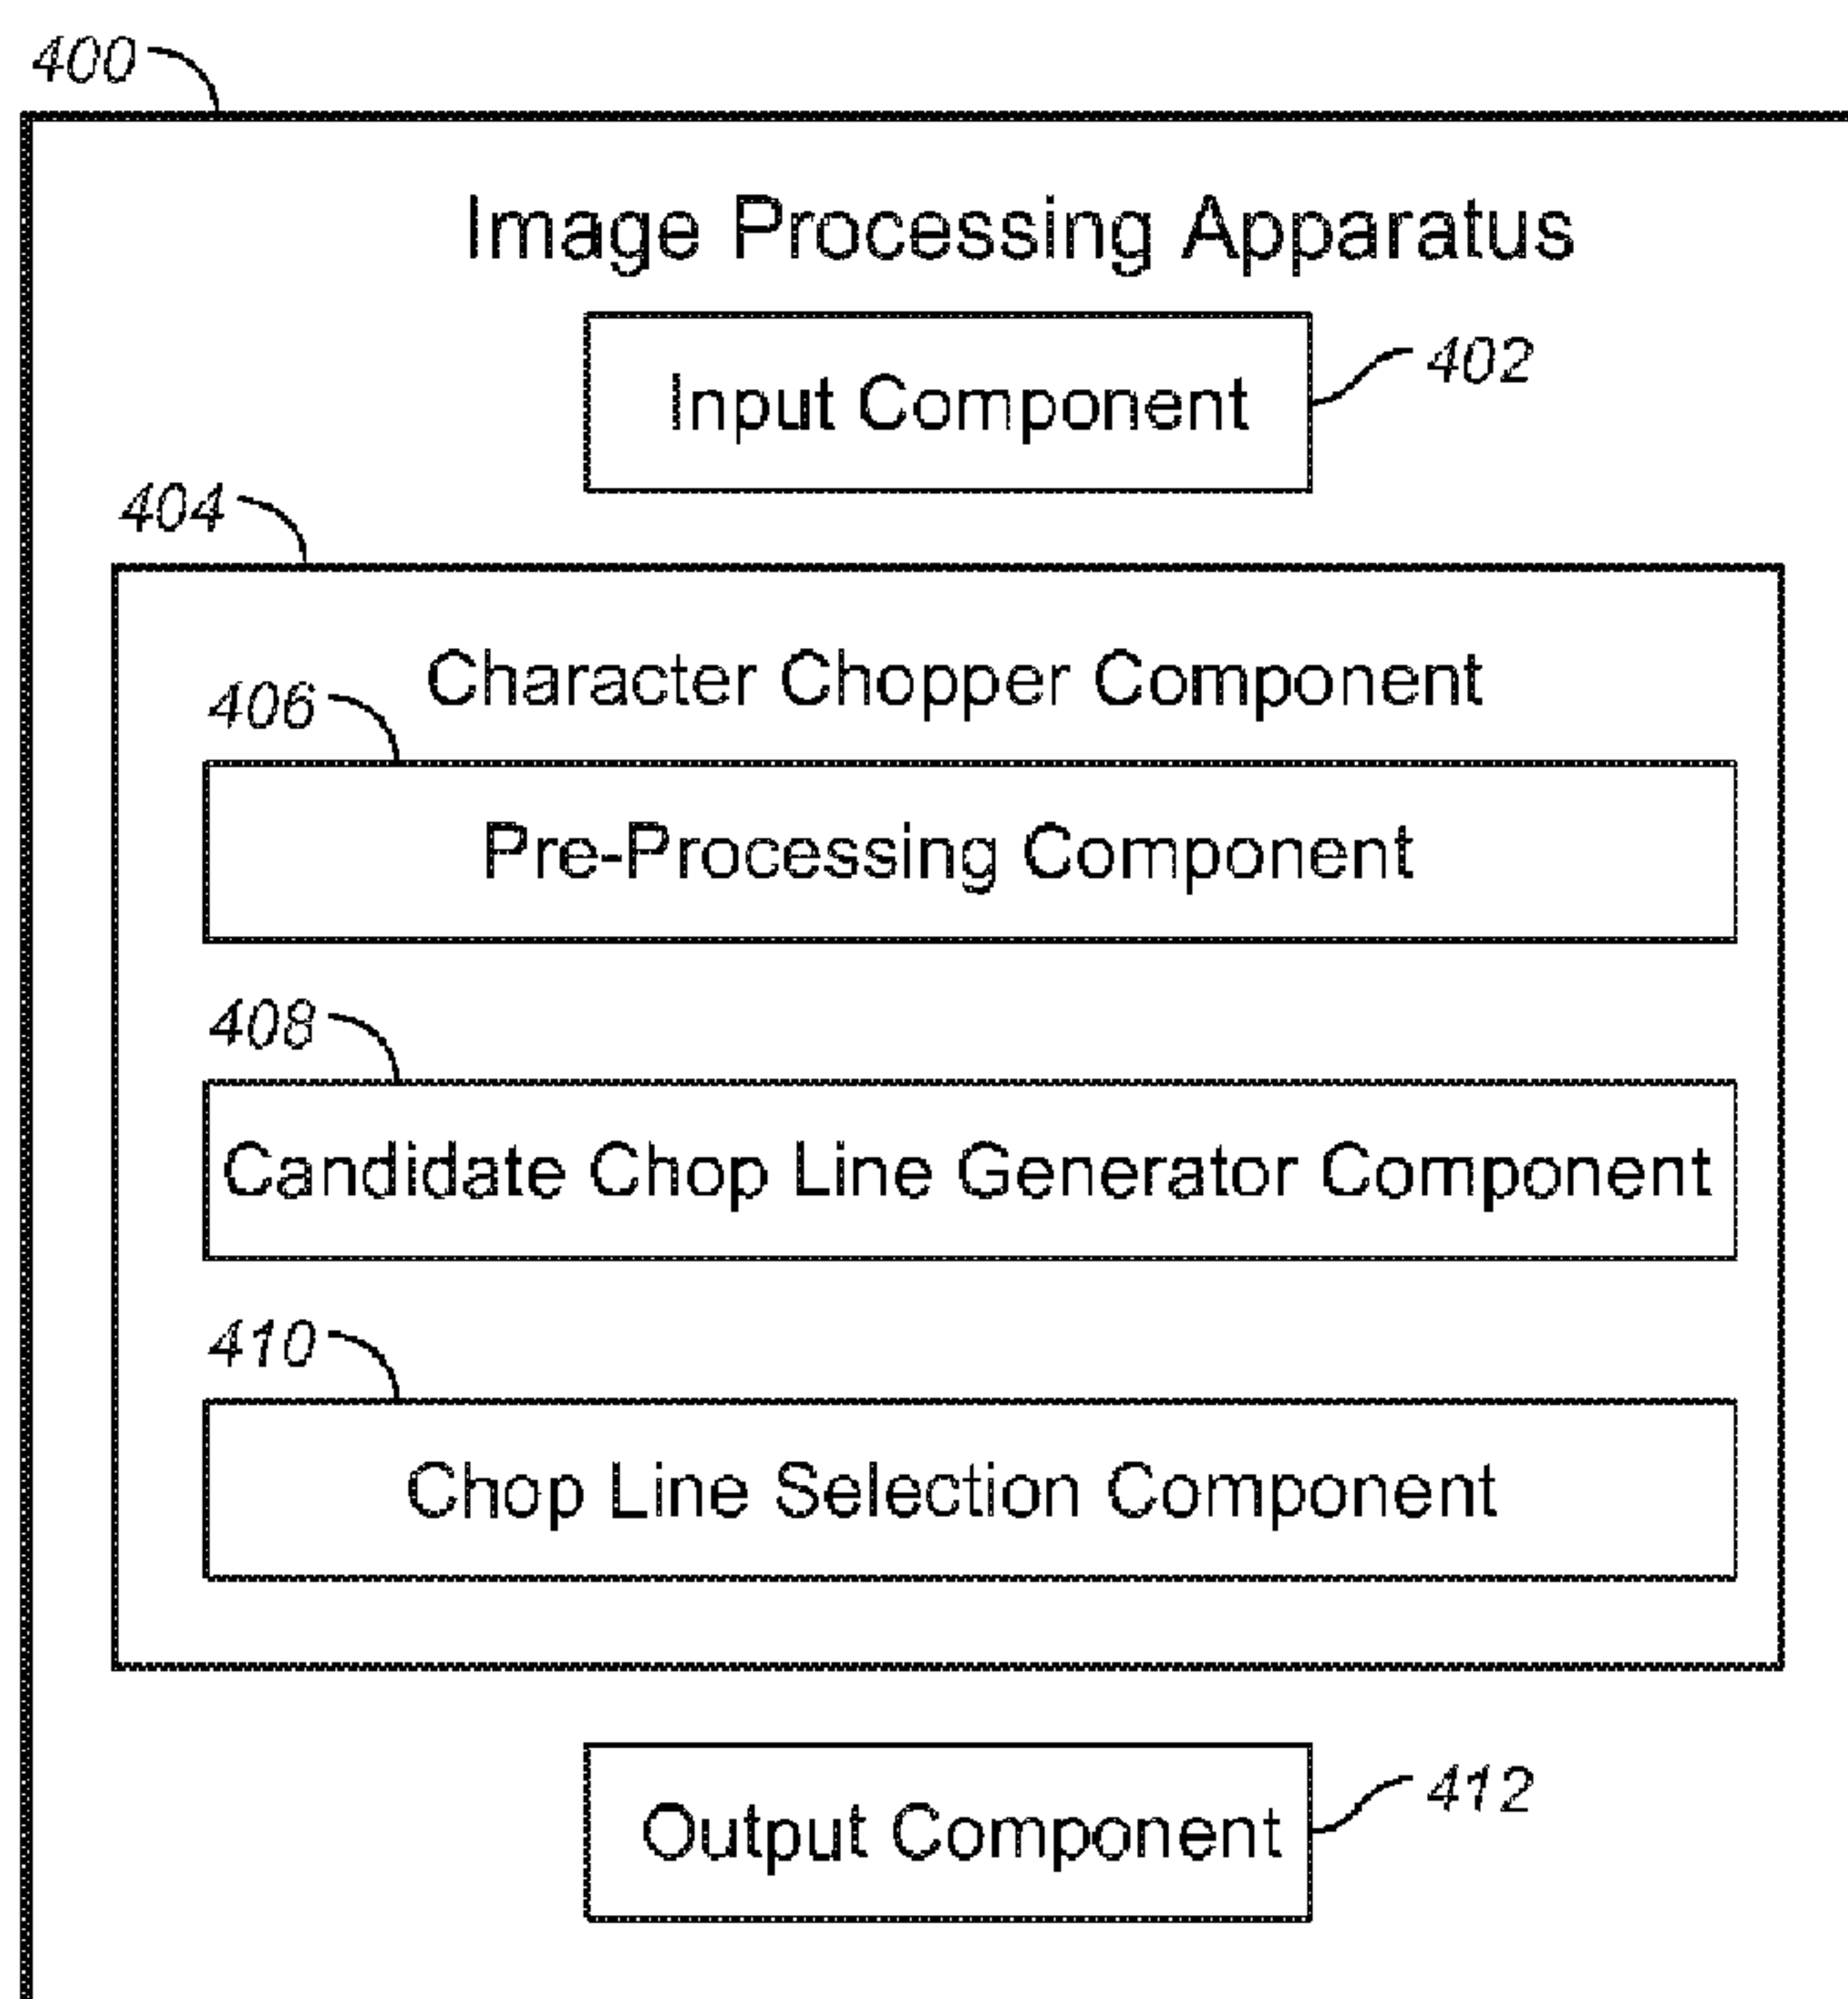 400
Image Processing Apparatus
Input Component
402
404
Character Chopper Component
406
Pre-Processing Component
408
Candidate Chop Line Generator Component
410
Chop Line Selection Component
Output Component
412